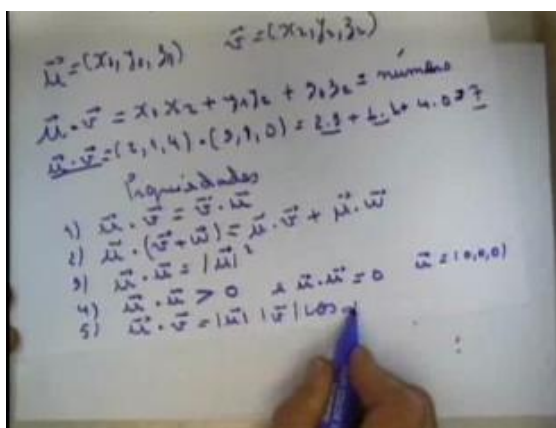 u⃗ = (x₁, y₁, z₁) v⃗ = (x₂, y₂, z₂)
u⃗ · v⃗ = x₁x₂ + y₁y₂ + z₁z₂ = número
u⃗ · v⃗ = (2,1,4) · (3,1,0) = 2.3 + 1.1 + 4.0 = 7
Propiedades
1) u⃗ · v⃗ = v⃗ · u⃗
2) u⃗ · (v⃗ + w⃗) = u⃗ · v⃗ + u⃗ · w⃗
3) u⃗ · u⃗ = |u⃗|²
4) u⃗ · u⃗ > 0 u⃗ · u⃗ = 0 u⃗ = (0,0,0)
5) u⃗ · v⃗ = |u⃗| |v⃗| cos